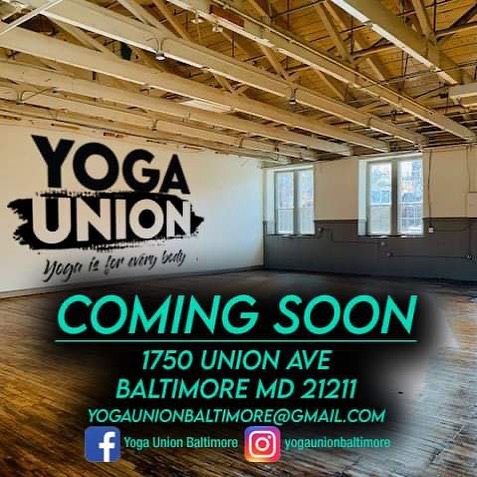 YOGA
UNION
Yoga is for every body
COMING SOON
1750 UNION AVE
BALTIMORE MD 21211
YOGAUNIONBALTIMORE@GMAIL.COM
Yoga Union Baltimore yogaunionbaltimore